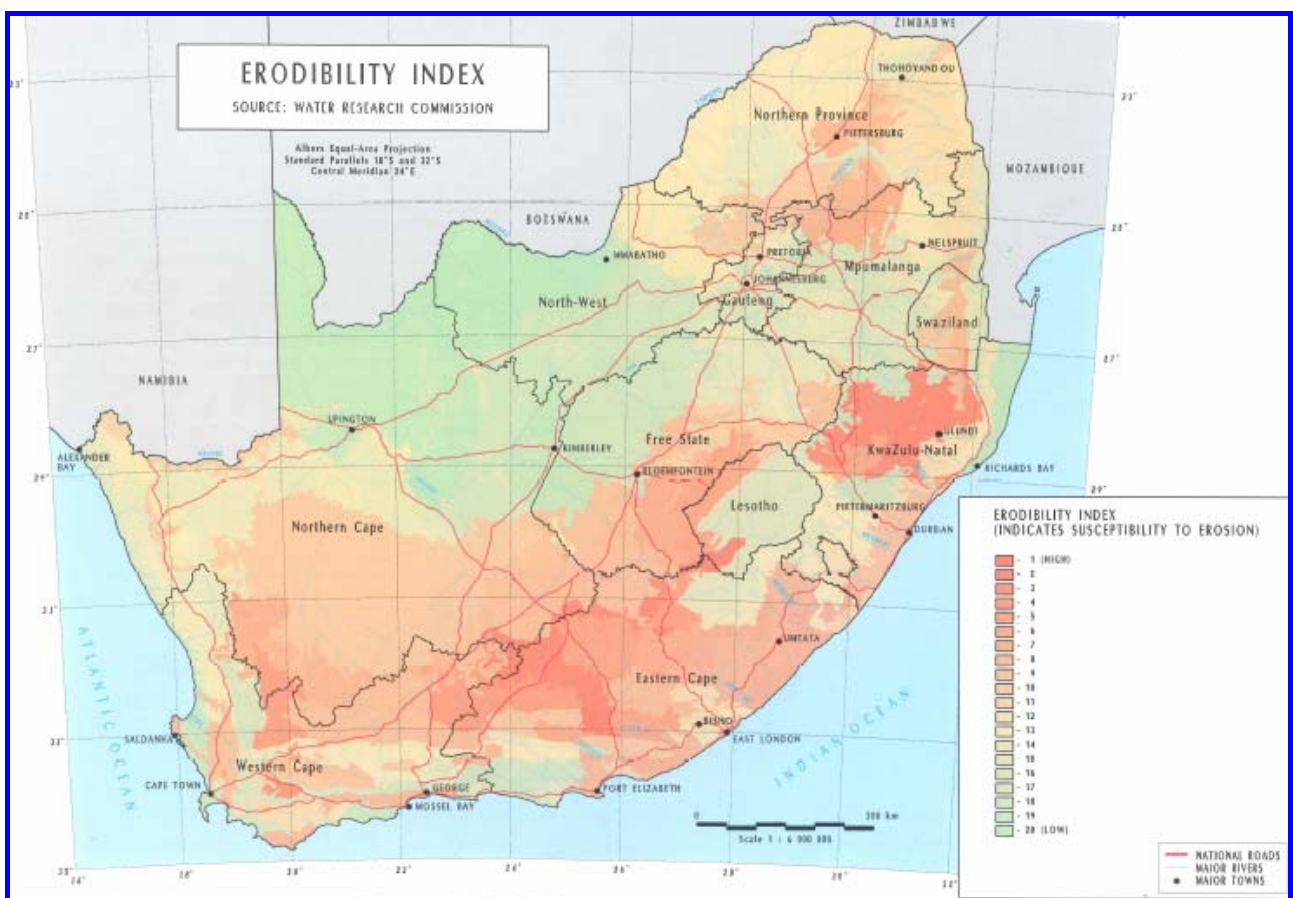 ERODIBILITY INDEX
SOURCE: WATER RESEARCH COMMISSION
Albers Equal-Area Projection
Standard Parallels 18°S and 32°S
Central Meridian 24°E
ZIMBABWE
THOHOYANDOU
Northern Province
PIETERSBURG
MOZAMBIQUE
BOTSWANA
MMABATHO
PRETORIA
NELSPRUIT
Mpumalanga
JOHANNESBURG
North-West
Gauteng
Swaziland
NAMIBIA
UPINGTON
ULUNDI
Free State
KIMBERLEY
KwaZulu-Natal
ALEXANDER
BAY
BLOEMFONTEIN
RICHARDS BAY
Lesotho
PIETERMARITZBURG
Northern Cape
DURBAN
UMTATA
Eastern Cape
BISHO
EAST LONDON
SALDANHA
Western Cape
CAPE TOWN
GEORGE
PORT ELIZABETH
MOSSEL BAY
ATLANTIC OCEAN
INDIAN OCEAN
0 300 km
Scale 1 : 6 000 000
ERODIBILITY INDEX
(INDICATES SUSCEPTIBILITY TO EROSION)
- 1 (HIGH)
- 2
- 3
- 4
- 5
- 6
- 7
- 8
- 9
- 10
- 11
- 12
- 13
- 14
- 15
- 16
- 17
- 18
- 19
- 20 (LOW)
NATIONAL ROADS
MAJOR RIVERS
MAJOR TOWNS